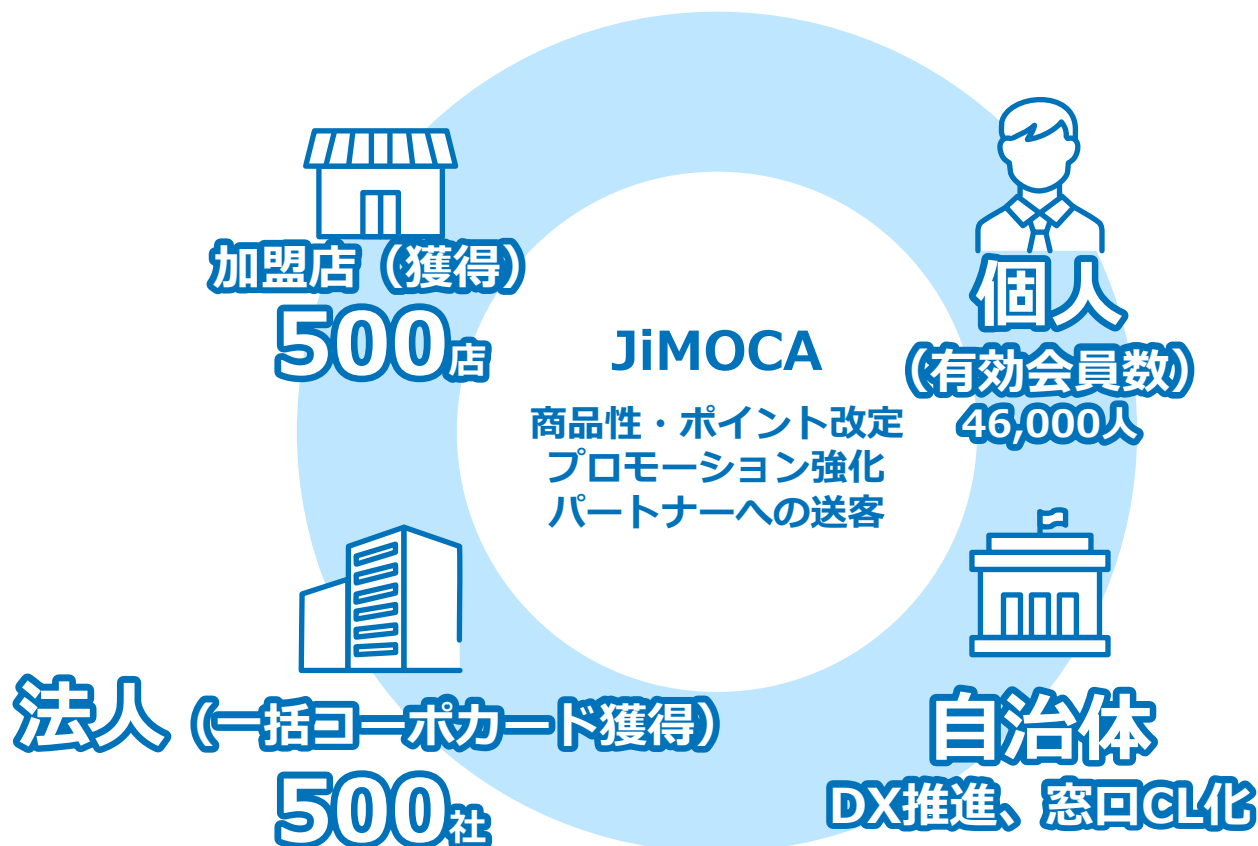 加盟店（獲得）
500店
個人
（有効会員数）
46,000人
JiMOCA
商品性・ポイント改定
プロモーション強化
パートナーへの送客
法人（一括コーポカード獲得）
500社
自治体
DX推進、窓口CL化